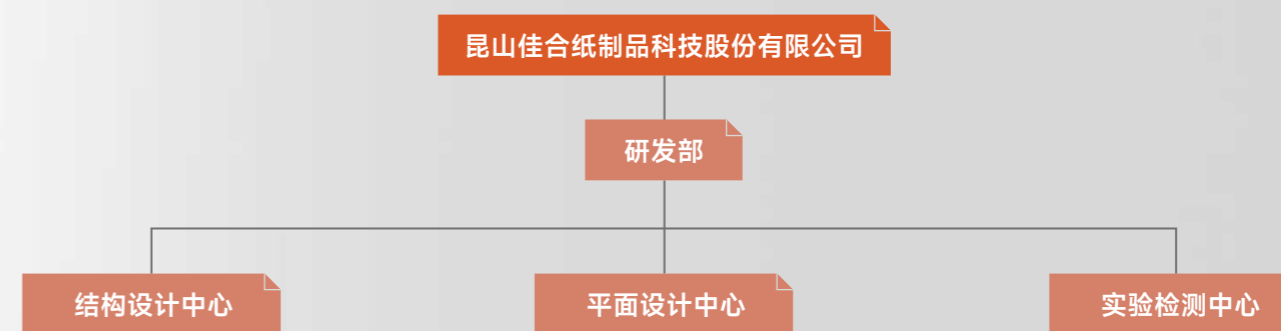 昆山佳合纸制品科技股份有限公司
研发部
结构设计中心
平面设计中心
实验检测中心